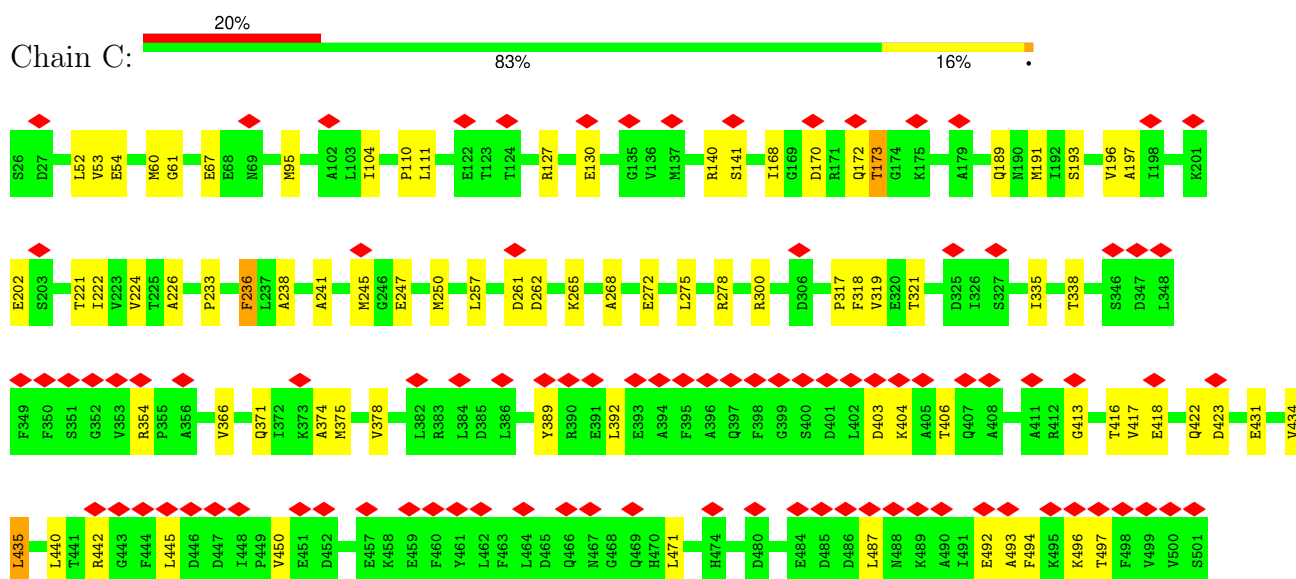 20%
Chain C:
83% 16% •
S26 D27 L52 V53 E54 M60 G61 E67 E68 N69 M95 A102 L103 I104 P110 L111 E122 T123 T124 R127 E130 G135 V136 M137 R140 S141 I168 G169 D170 R171 Q172 T173 G174 K175 A179 Q189 N190 M191 I192 S193 V196 A197 I198 K201
E202 S203 T221 I222 V223 V224 T225 A226 P233 F236 L237 A238 A241 M245 G246 E247 M250 L257 D261 D262 K265 A268 E272 L275 R278 R300 D306 P317 F318 V319 E320 T321 D325 I326 S327 I335 T338 S346 D347 L348
F349 F350 S351 G352 V353 R354 P355 A356 V366 Q371 I372 K373 A374 M375 V378 L382 R383 L384 D385 L386 Y389 R390 E391 L392 E393 A394 F395 A396 Q397 F398 G399 S400 D401 L402 D403 K404 A405 T406 Q407 A408 A411 R412 G413 T416 V417 E418 Q422 D423 E431 V434
L435 L440 T441 R442 G443 F444 L445 D446 D447 I448 P449 V450 E451 D452 E457 K458 E459 F460 Y461 L462 F463 L464 D465 Q466 N467 G468 Q469 H470 L471 H474 D480 E484 D485 D486 L487 N488 K489 A490 I491 E492 A493 F494 K495 K496 T497 F498 V499 V500 S501